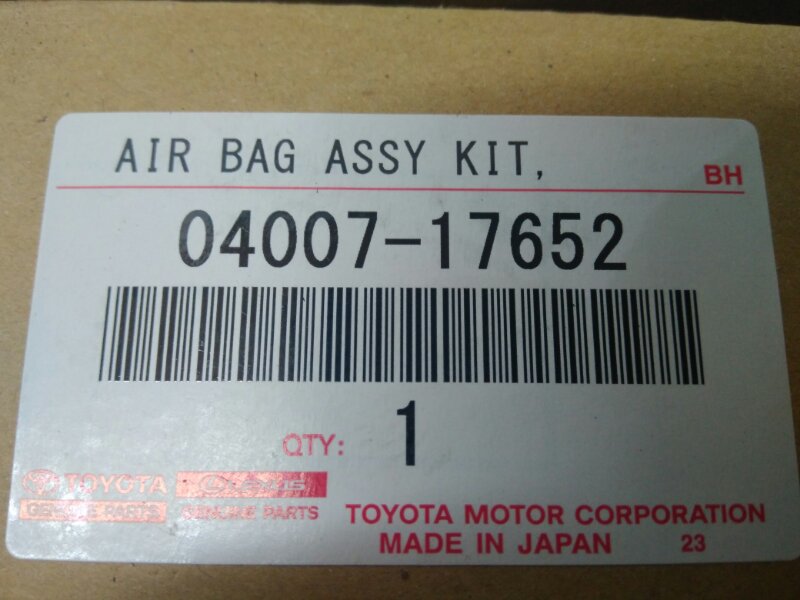 AIR BAG ASSY KIT,
BH
04007-17652
QTY: 1
TOYOTA LEXUS
GENUINE PARTS GENUINE PARTS
TOYOTA MOTOR CORPORATION
MADE IN JAPAN 23